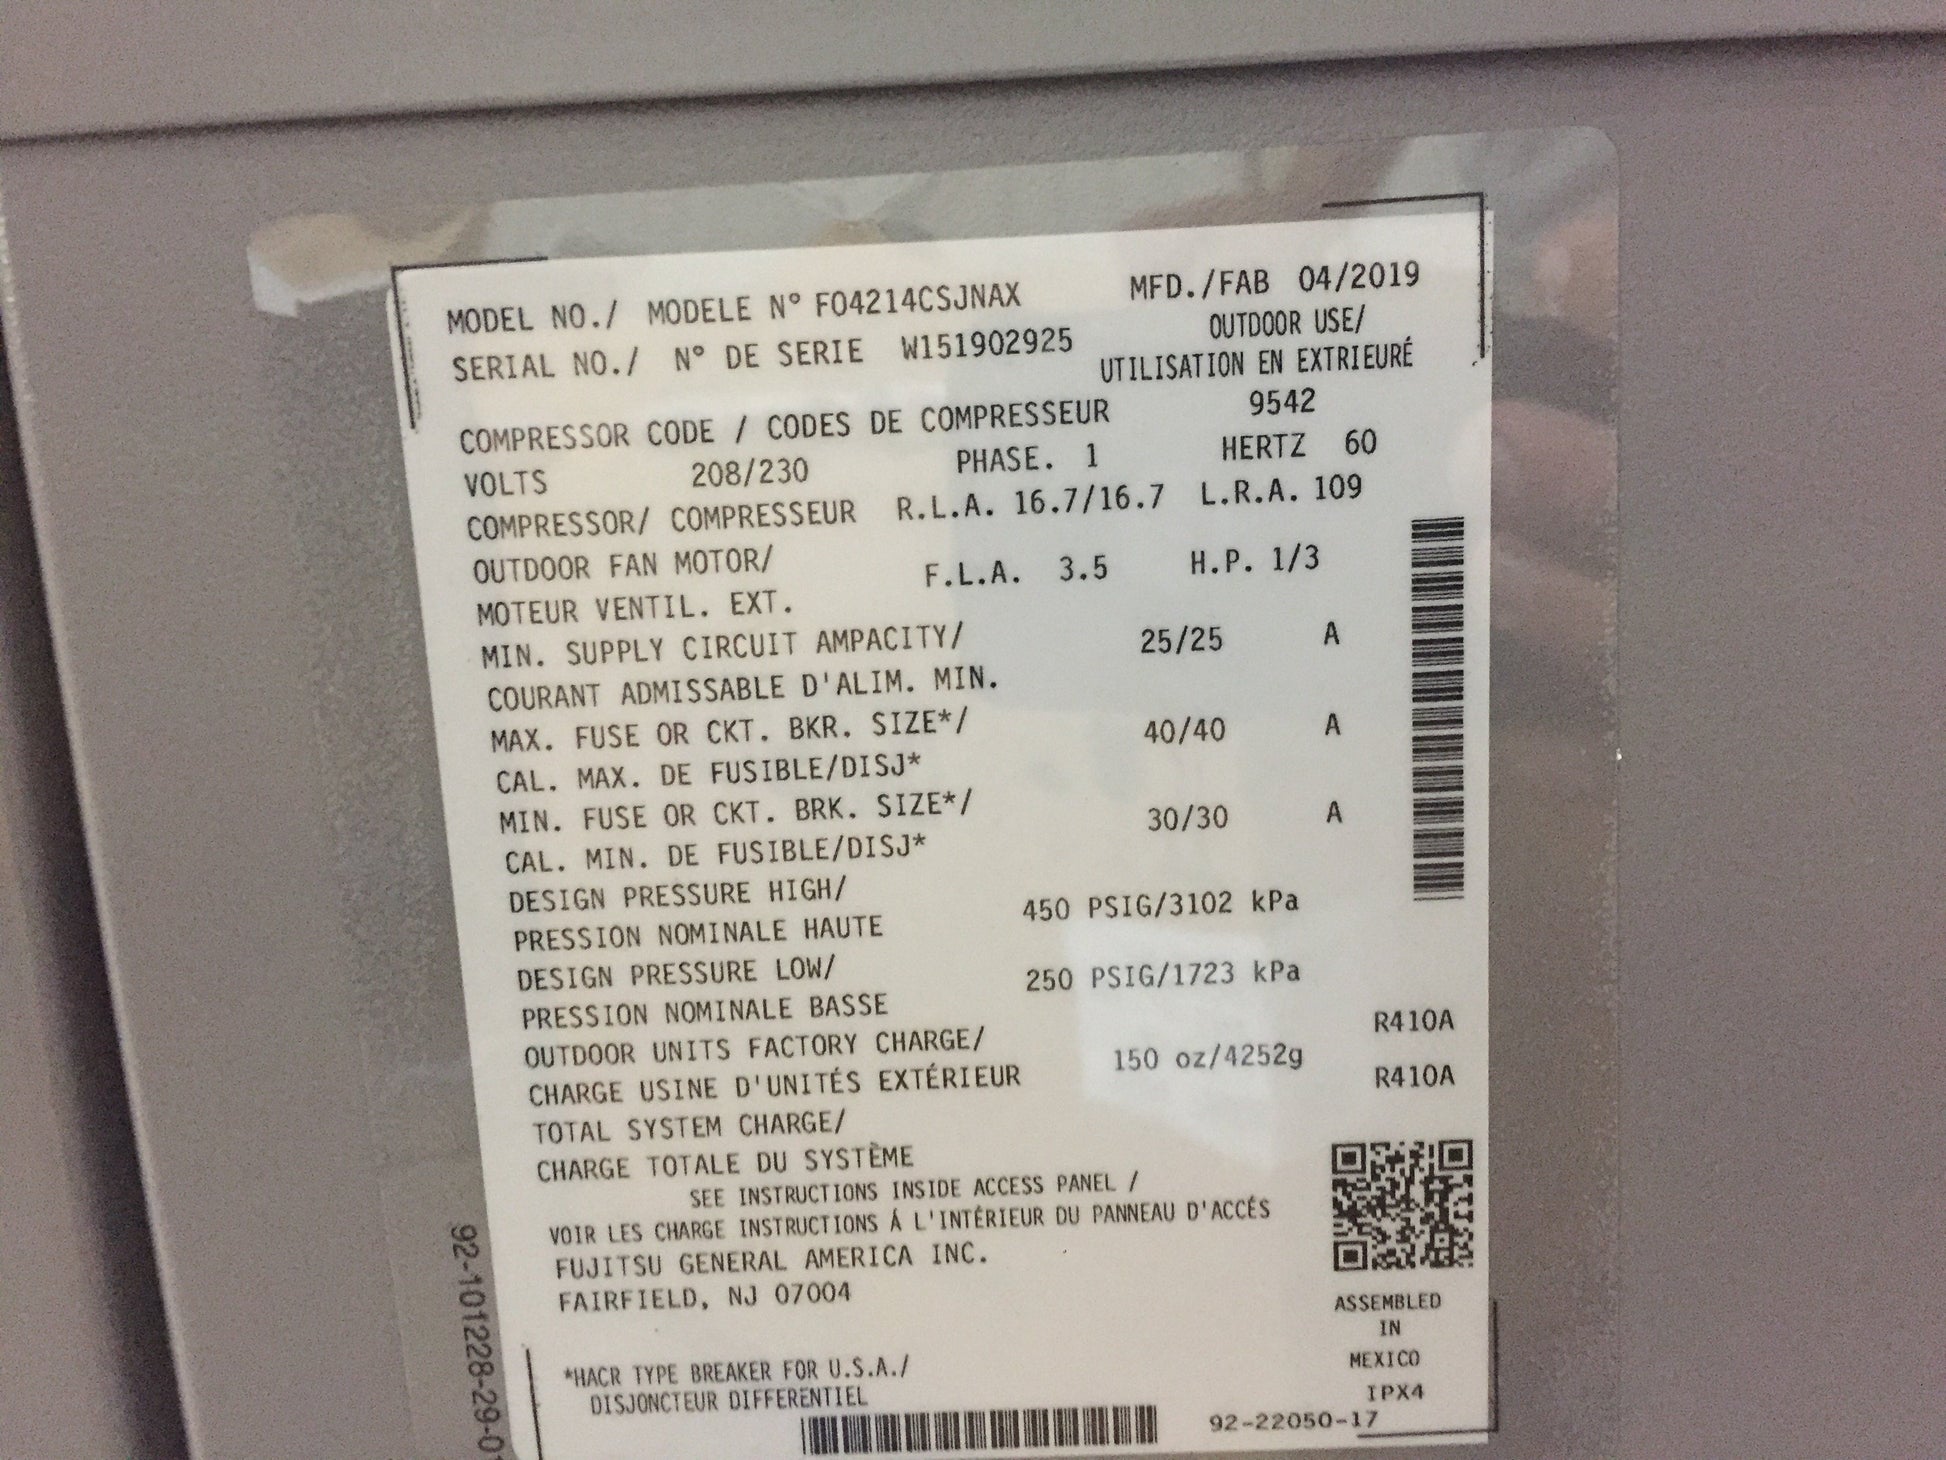 MODEL NO./ MODELE N° FO4214CSJNAX MFD./FAB 04/2019
SERIAL NO./ N° DE SERIE W151902925 OUTDOOR USE/
UTILISATION EN EXTRIEURÉ
COMPRESSOR CODE / CODES DE COMPRESSEUR 9542
VOLTS 208/230 PHASE. 1 HERTZ 60
COMPRESSOR/ COMPRESSEUR R.L.A. 16.7/16.7 L.R.A. 109
OUTDOOR FAN MOTOR/
MOTEUR VENTIL. EXT. F.L.A. 3.5 H.P. 1/3
MIN. SUPPLY CIRCUIT AMPACITY/ 25/25 A
COURANT ADMISSABLE D'ALIM. MIN.
MAX. FUSE OR CKT. BKR. SIZE*/ 40/40 A
CAL. MAX. DE FUSIBLE/DISJ*
MIN. FUSE OR CKT. BRK. SIZE*/ 30/30 A
CAL. MIN. DE FUSIBLE/DISJ*
DESIGN PRESSURE HIGH/ 450 PSIG/3102 kPa
PRESSION NOMINALE HAUTE
DESIGN PRESSURE LOW/ 250 PSIG/1723 kPa
PRESSION NOMINALE BASSE
OUTDOOR UNITS FACTORY CHARGE/ R410A
CHARGE USINE D'UNITÉS EXTÉRIEUR 150 oz/4252g R410A
TOTAL SYSTEM CHARGE/
CHARGE TOTALE DU SYSTÈME
SEE INSTRUCTIONS INSIDE ACCESS PANEL /
VOIR LES CHARGE INSTRUCTIONS Á L'INTÉRIEUR DU PANNEAU D'ACCÉS
FUJITSU GENERAL AMERICA INC.
FAIRFIELD, NJ 07004
ASSEMBLED
IN
MEXICO
IPX4
*HACR TYPE BREAKER FOR U.S.A./
DISJONCTEUR DIFFERENTIEL
92-22050-17
92-101228-29-0